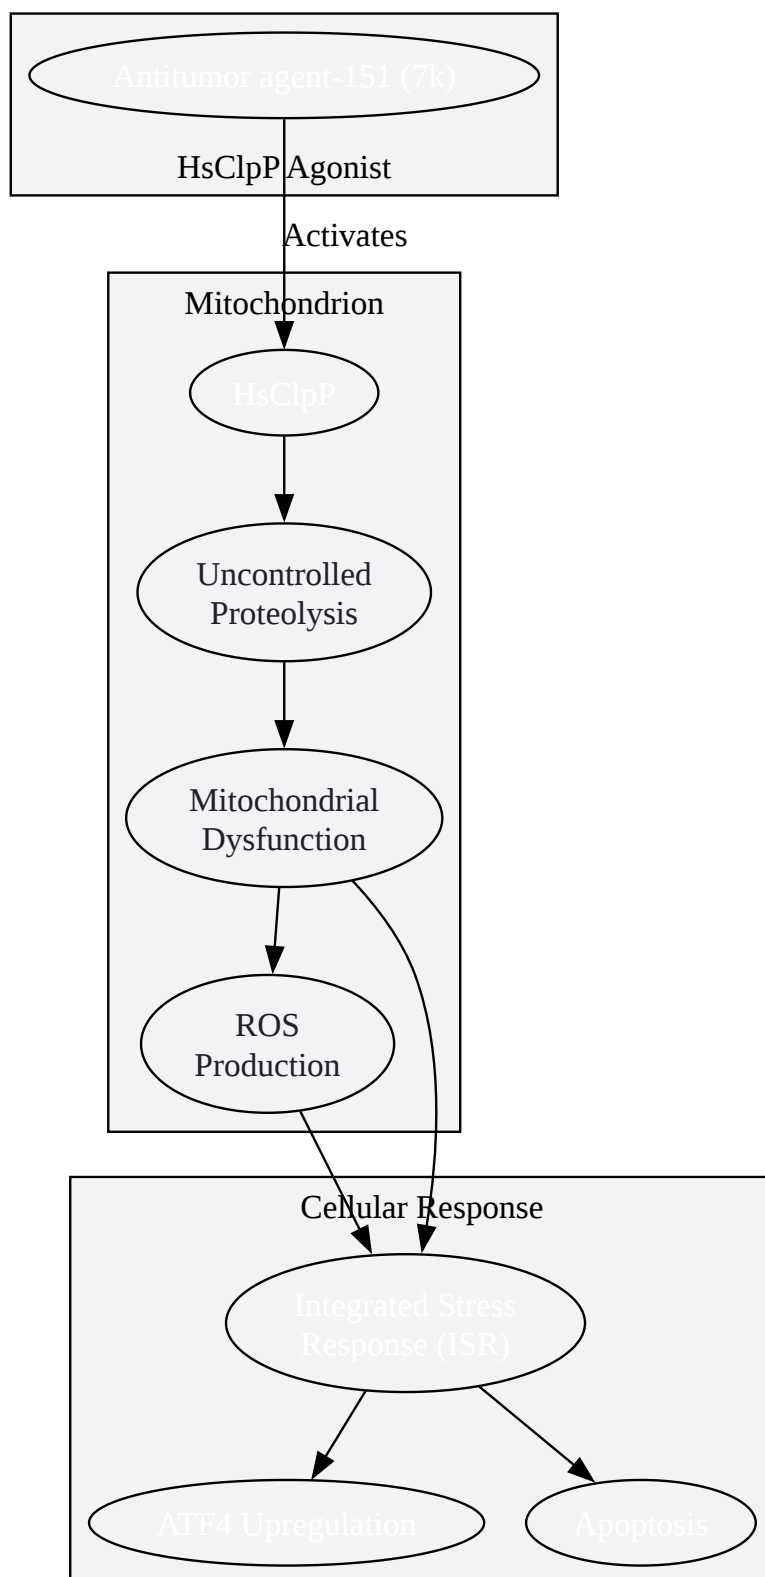 Antitumor agent-151 (7k)
HsClpP Agonist
Activates
Mitochondrion
HsClpP
Uncontrolled
Proteolysis
Mitochondrial
Dysfunction
ROS
Production
Cellular Response
Integrated Stress
Response (ISR)
ATF4 Upregulation
Apoptosis